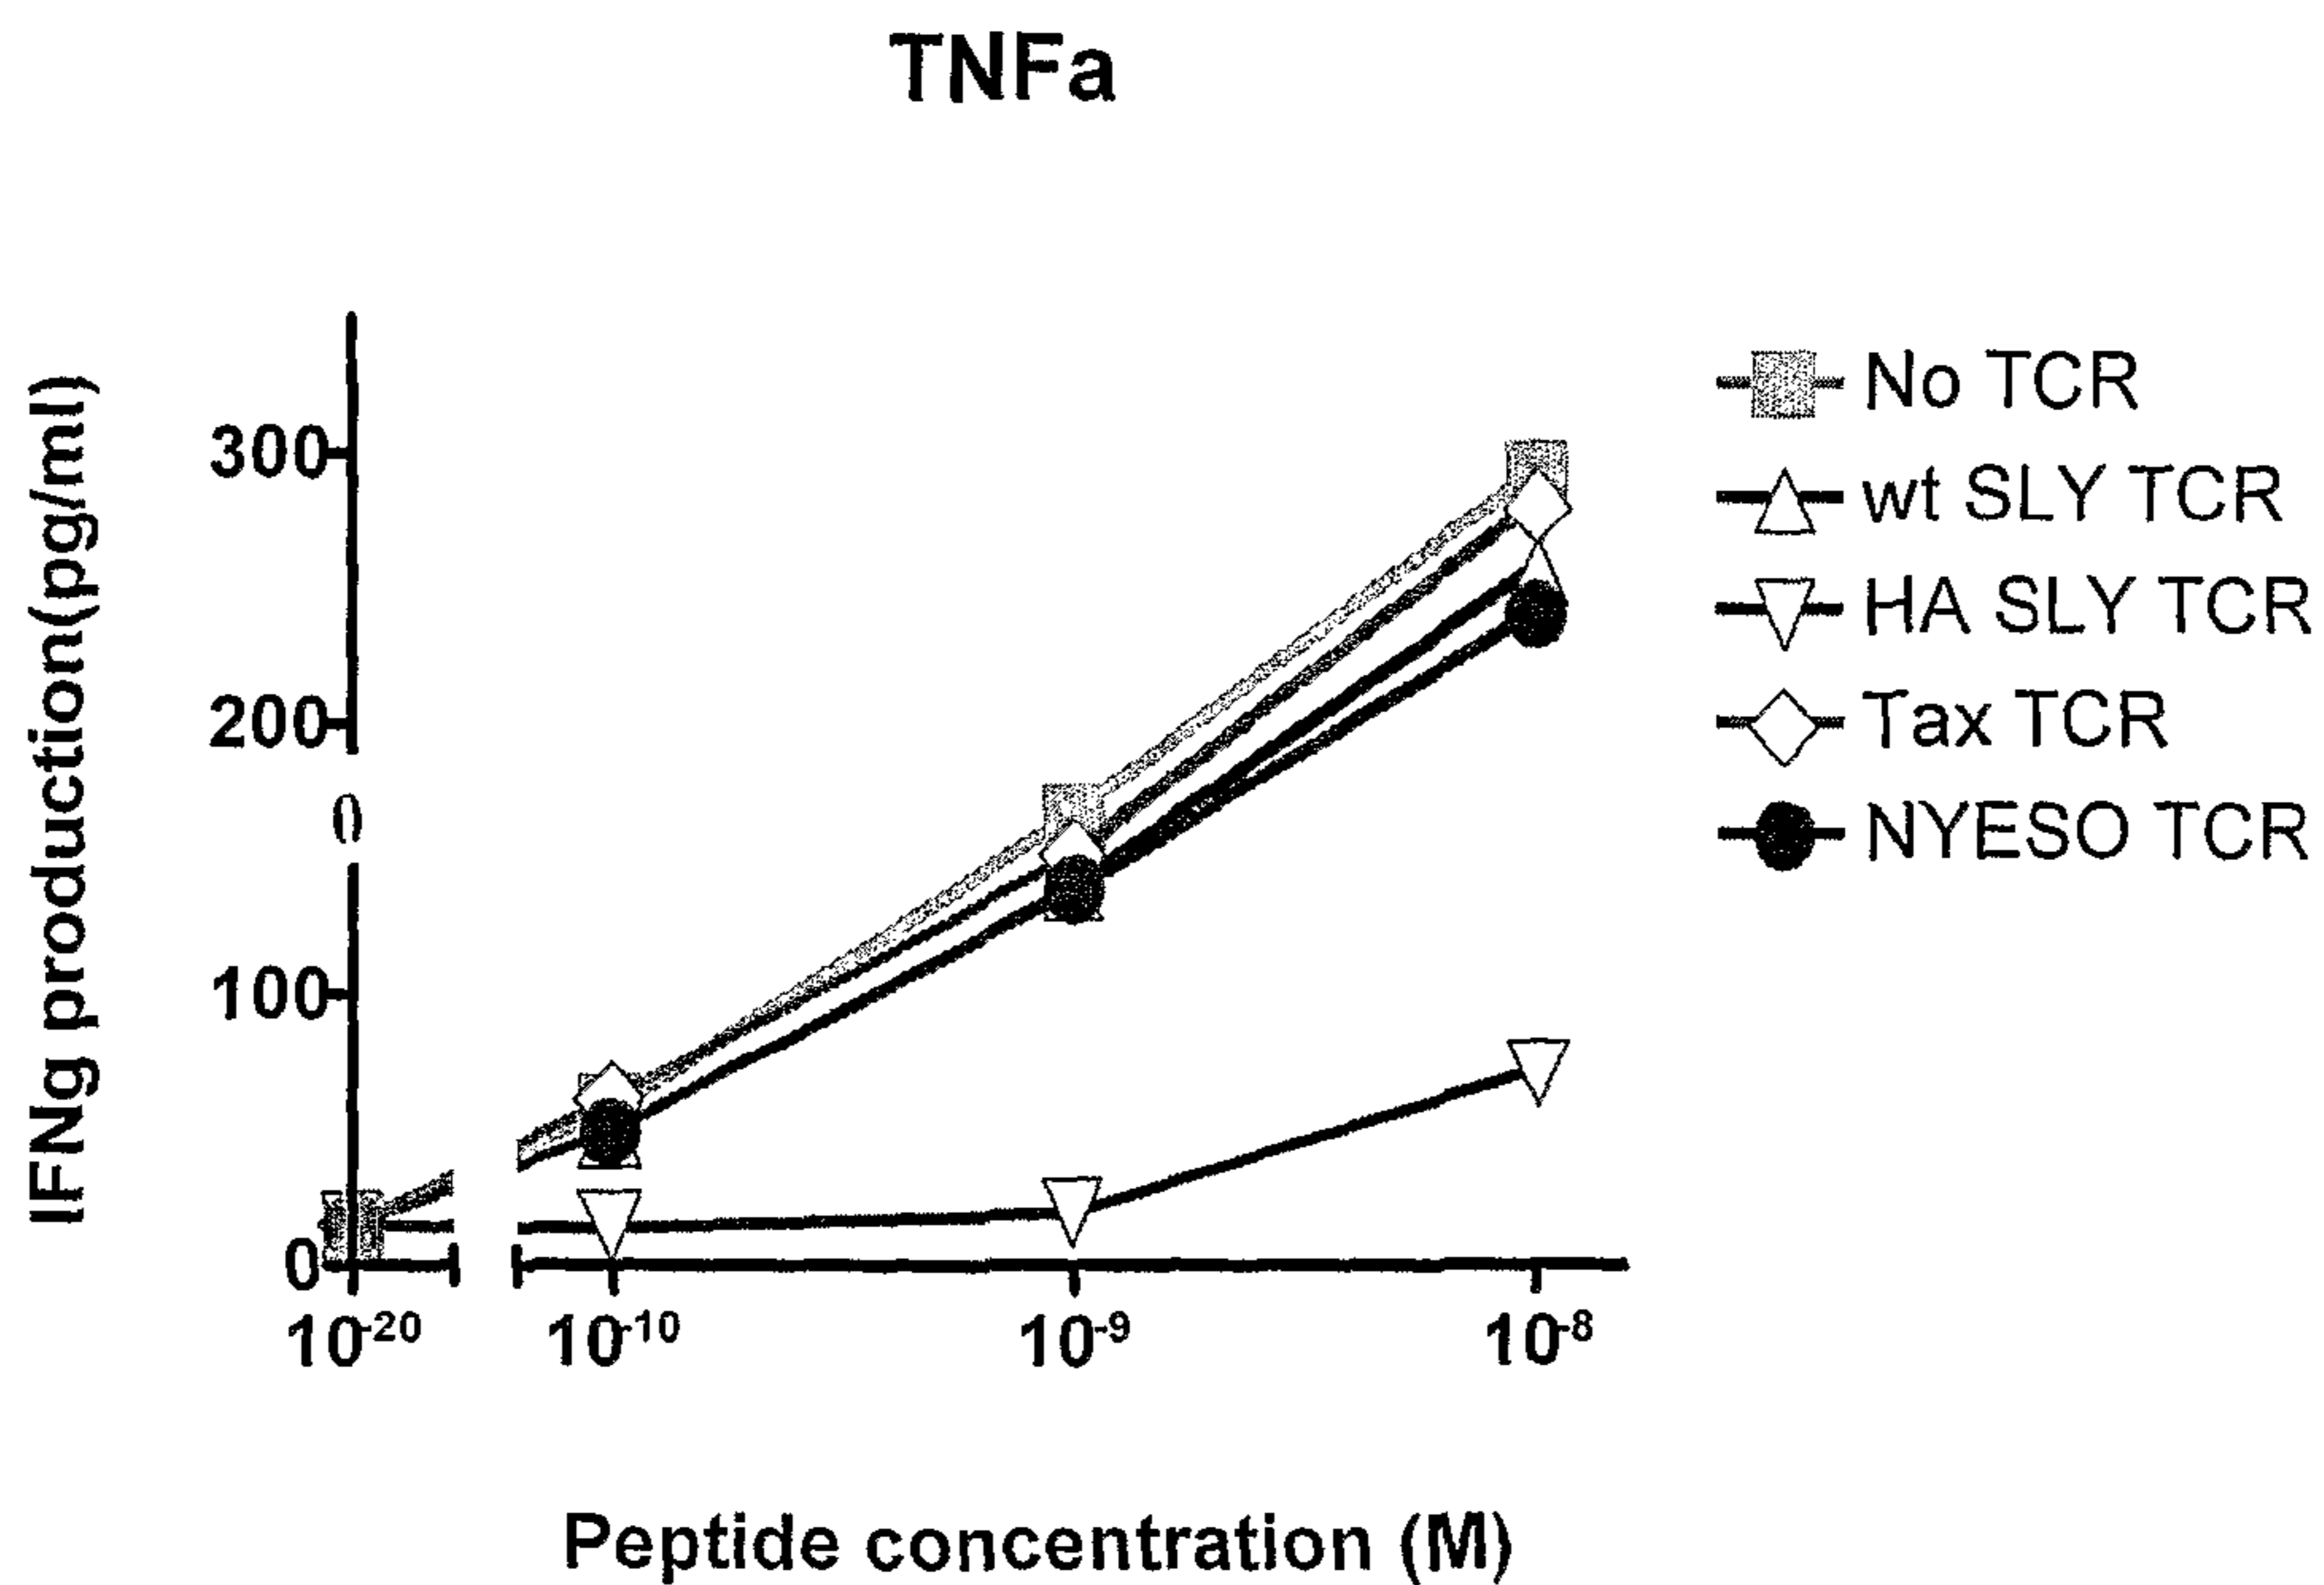 TNFa
IFNg production(pg/ml)
300
200
0
100
0
10-20
10-10
10-9
10-8
Peptide concentration (M)
No TCR
wt SLY TCR
HA SLY TCR
Tax TCR
NYESO TCR